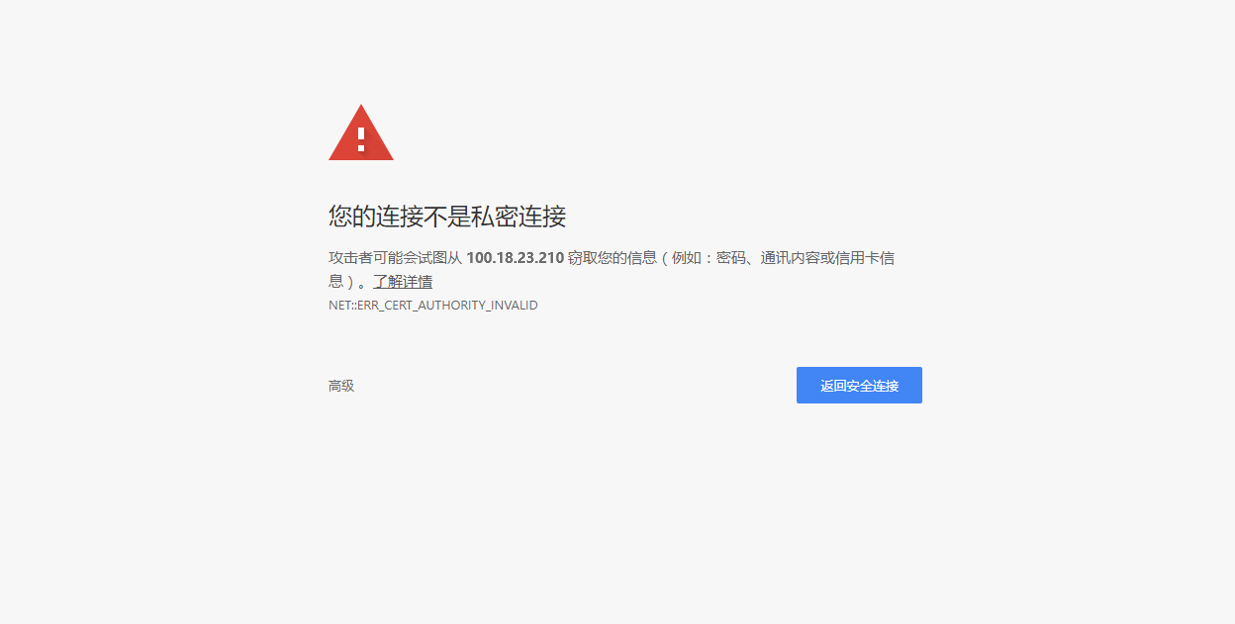 您的连接不是私密连接
攻击者可能会试图从 100.18.23.210 窃取您的信息（例如：密码、通讯内容或信用卡信
息）。了解详情
NET::ERR_CERT_AUTHORITY_INVALID
高级
返回安全连接